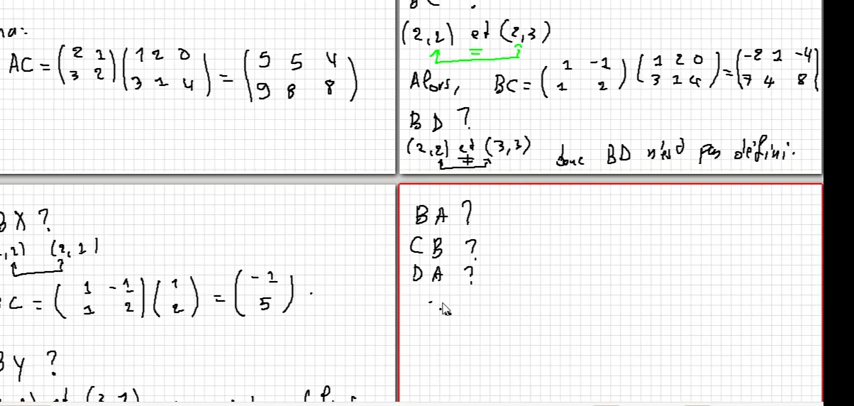 AC = (2 1 / 3 2) (1 2 0 / 3 1 4) = (5 5 4 / 9 8 8)
(2,2) et (2,3)
=
Alors, BC = (1 -1 / 1 2) (1 2 0 / 3 1 4) = (-2 1 -4 / 7 4 8)
BD ?
(2,2) et (3,3) donc BD n'est pas défini.
≠
BX ?
,2) (2,1)
C = (1 -1 / 1 2) (1 / 2) = (-1 / 5).
BY ?
BA ?
CB ?
DA ?